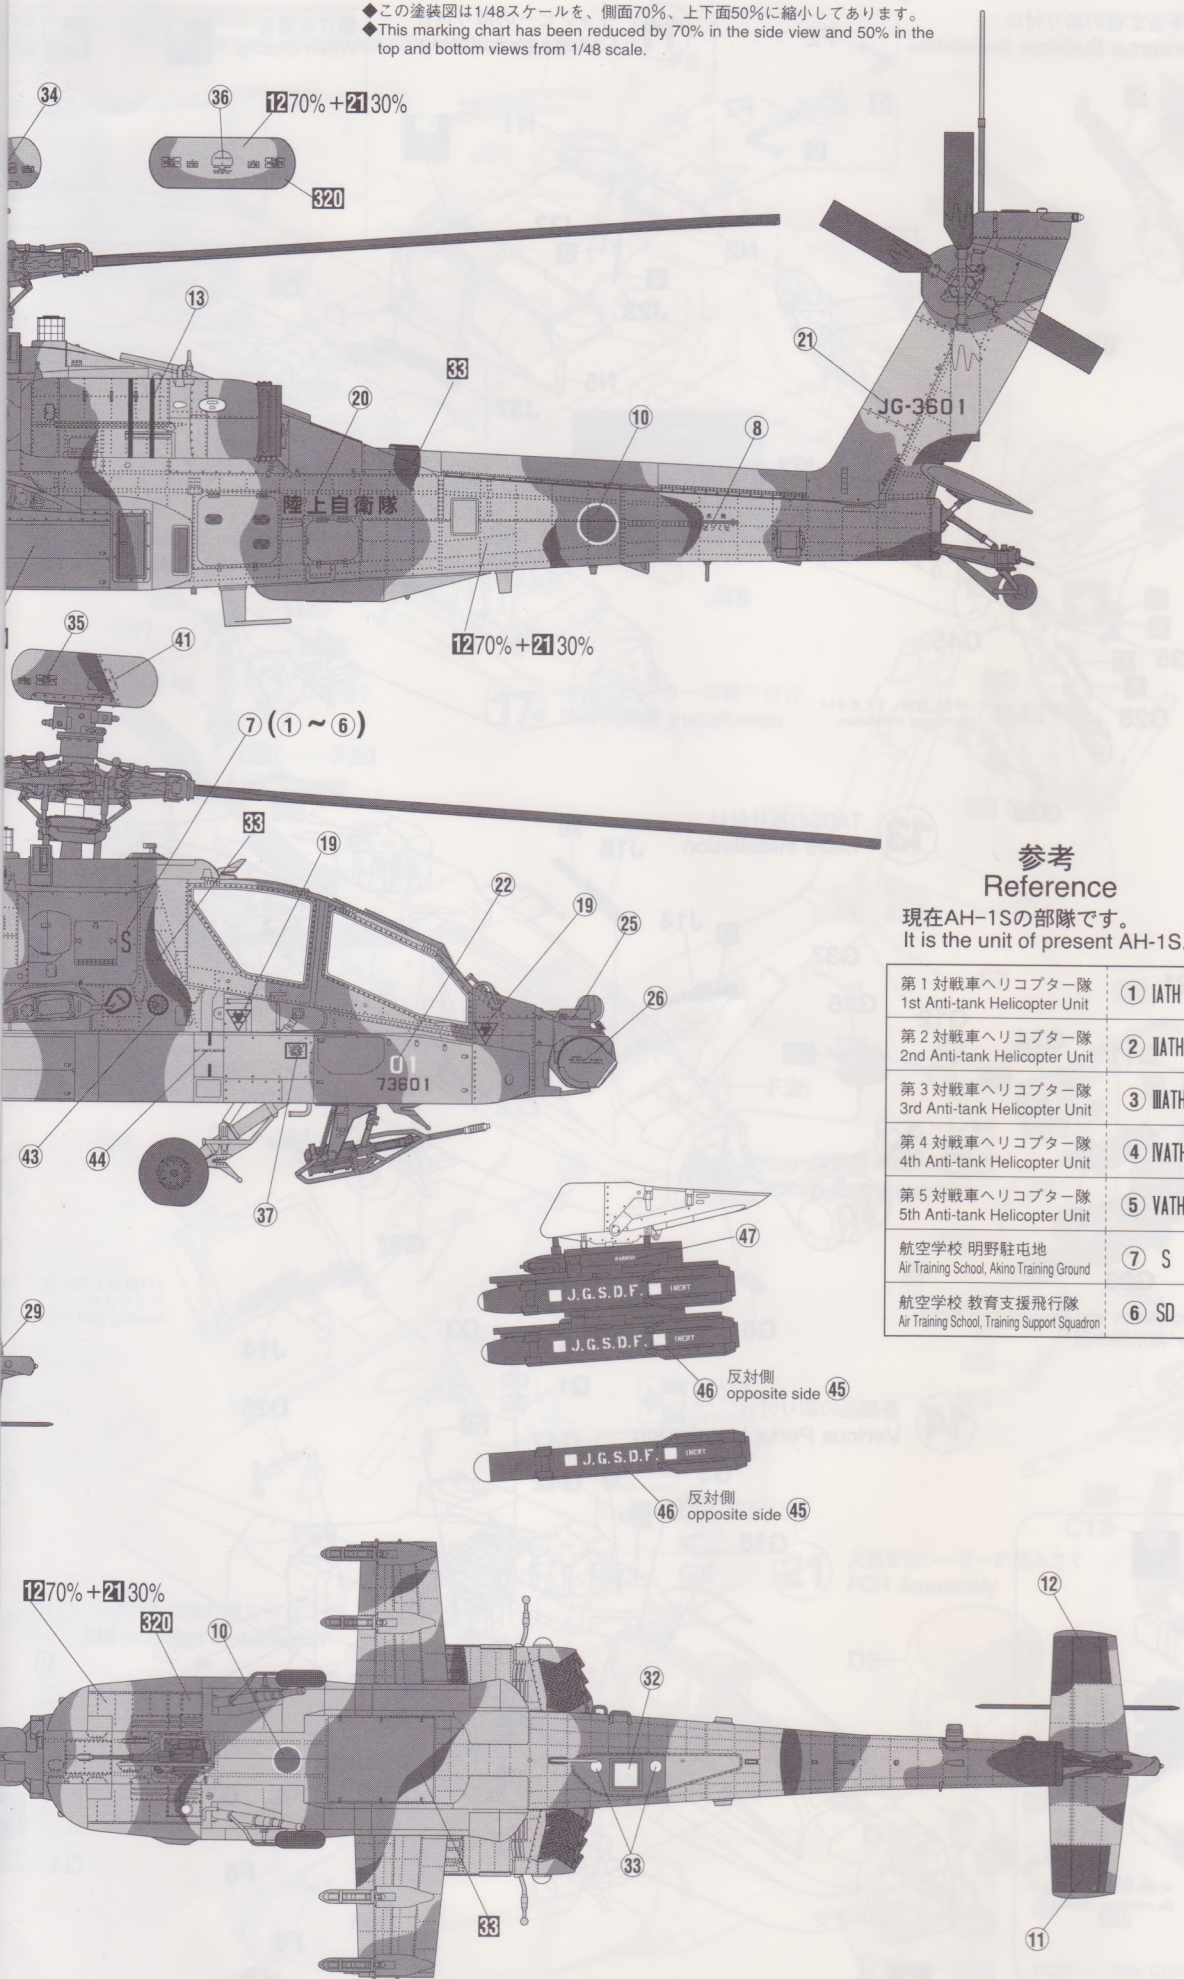 ◆この塗装図は1/48スケールを、側面70%、上下面50%に縮小してあります。
◆This marking chart has been reduced by 70% in the side view and 50% in the
top and bottom views from 1/48 scale.
34
36
12 70%+21 30%
320
13
33
20
10
8
21
JG-3601
陸上自衛隊
12 70%+21 30%
35
41
7 (1 ~ 6)
33
19
22
19
25
26
S
01
73601
43
44
37
参考
Reference
現在AH-1Sの部隊です。
It is the unit of present AH-1S.
第1対戦車ヘリコプター隊
1st Anti-tank Helicopter Unit
① IATH
第2対戦車ヘリコプター隊
2nd Anti-tank Helicopter Unit
② ⅡATH
第3対戦車ヘリコプター隊
3rd Anti-tank Helicopter Unit
③ ⅢATH
第4対戦車ヘリコプター隊
4th Anti-tank Helicopter Unit
④ ⅣATH
第5対戦車ヘリコプター隊
5th Anti-tank Helicopter Unit
⑤ VATH
航空学校 明野駐屯地
Air Training School, Akino Training Ground
⑦ S
航空学校 教育支援飛行隊
Air Training School, Training Support Squadron
⑥ SD
29
47
J.G.S.D.F. INERT
J.G.S.D.F. INERT
46 反対側
opposite side 45
J.G.S.D.F. INERT
46 反対側
opposite side 45
12 70%+21 30%
320
10
32
12
33
33
11